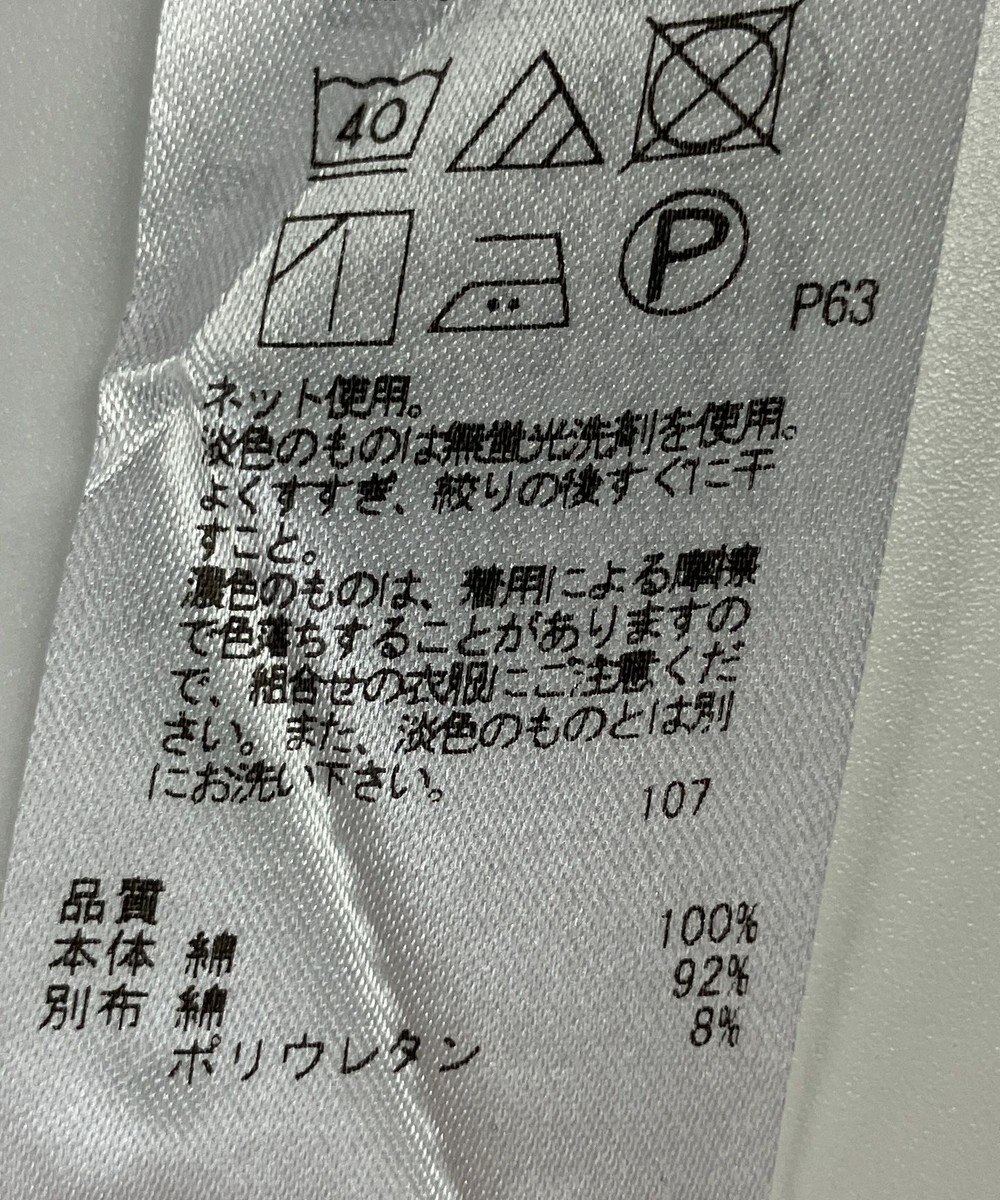 40
P
P63
ネット使用。
淡色のものは無蛍光洗剤を使用。
よくすすぎ、絞りの後すぐに干
すこと。
濃色のものは、着用による摩擦
で色落ちすることがありますの
で、組合せの衣服にご注意くだ
さい。また、淡色のものとは別
にお洗い下さい。
107
品質
本体 綿 100%
別布 綿 92%
ポリウレタン 8%